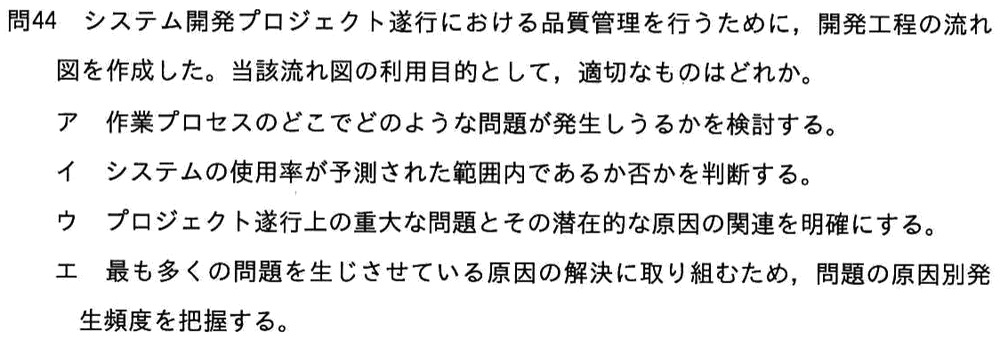 問44 システム開発プロジェクト遂行における品質管理を行うために，開発工程の流れ
図を作成した。当該流れ図の利用目的として，適切なものはどれか。
ア 作業プロセスのどこでどのような問題が発生しうるかを検討する。
イ システムの使用率が予測された範囲内であるか否かを判断する。
ウ プロジェクト遂行上の重大な問題とその潜在的な原因の関連を明確にする。
エ 最も多くの問題を生じさせている原因の解決に取り組むため，問題の原因別発
生頻度を把握する。